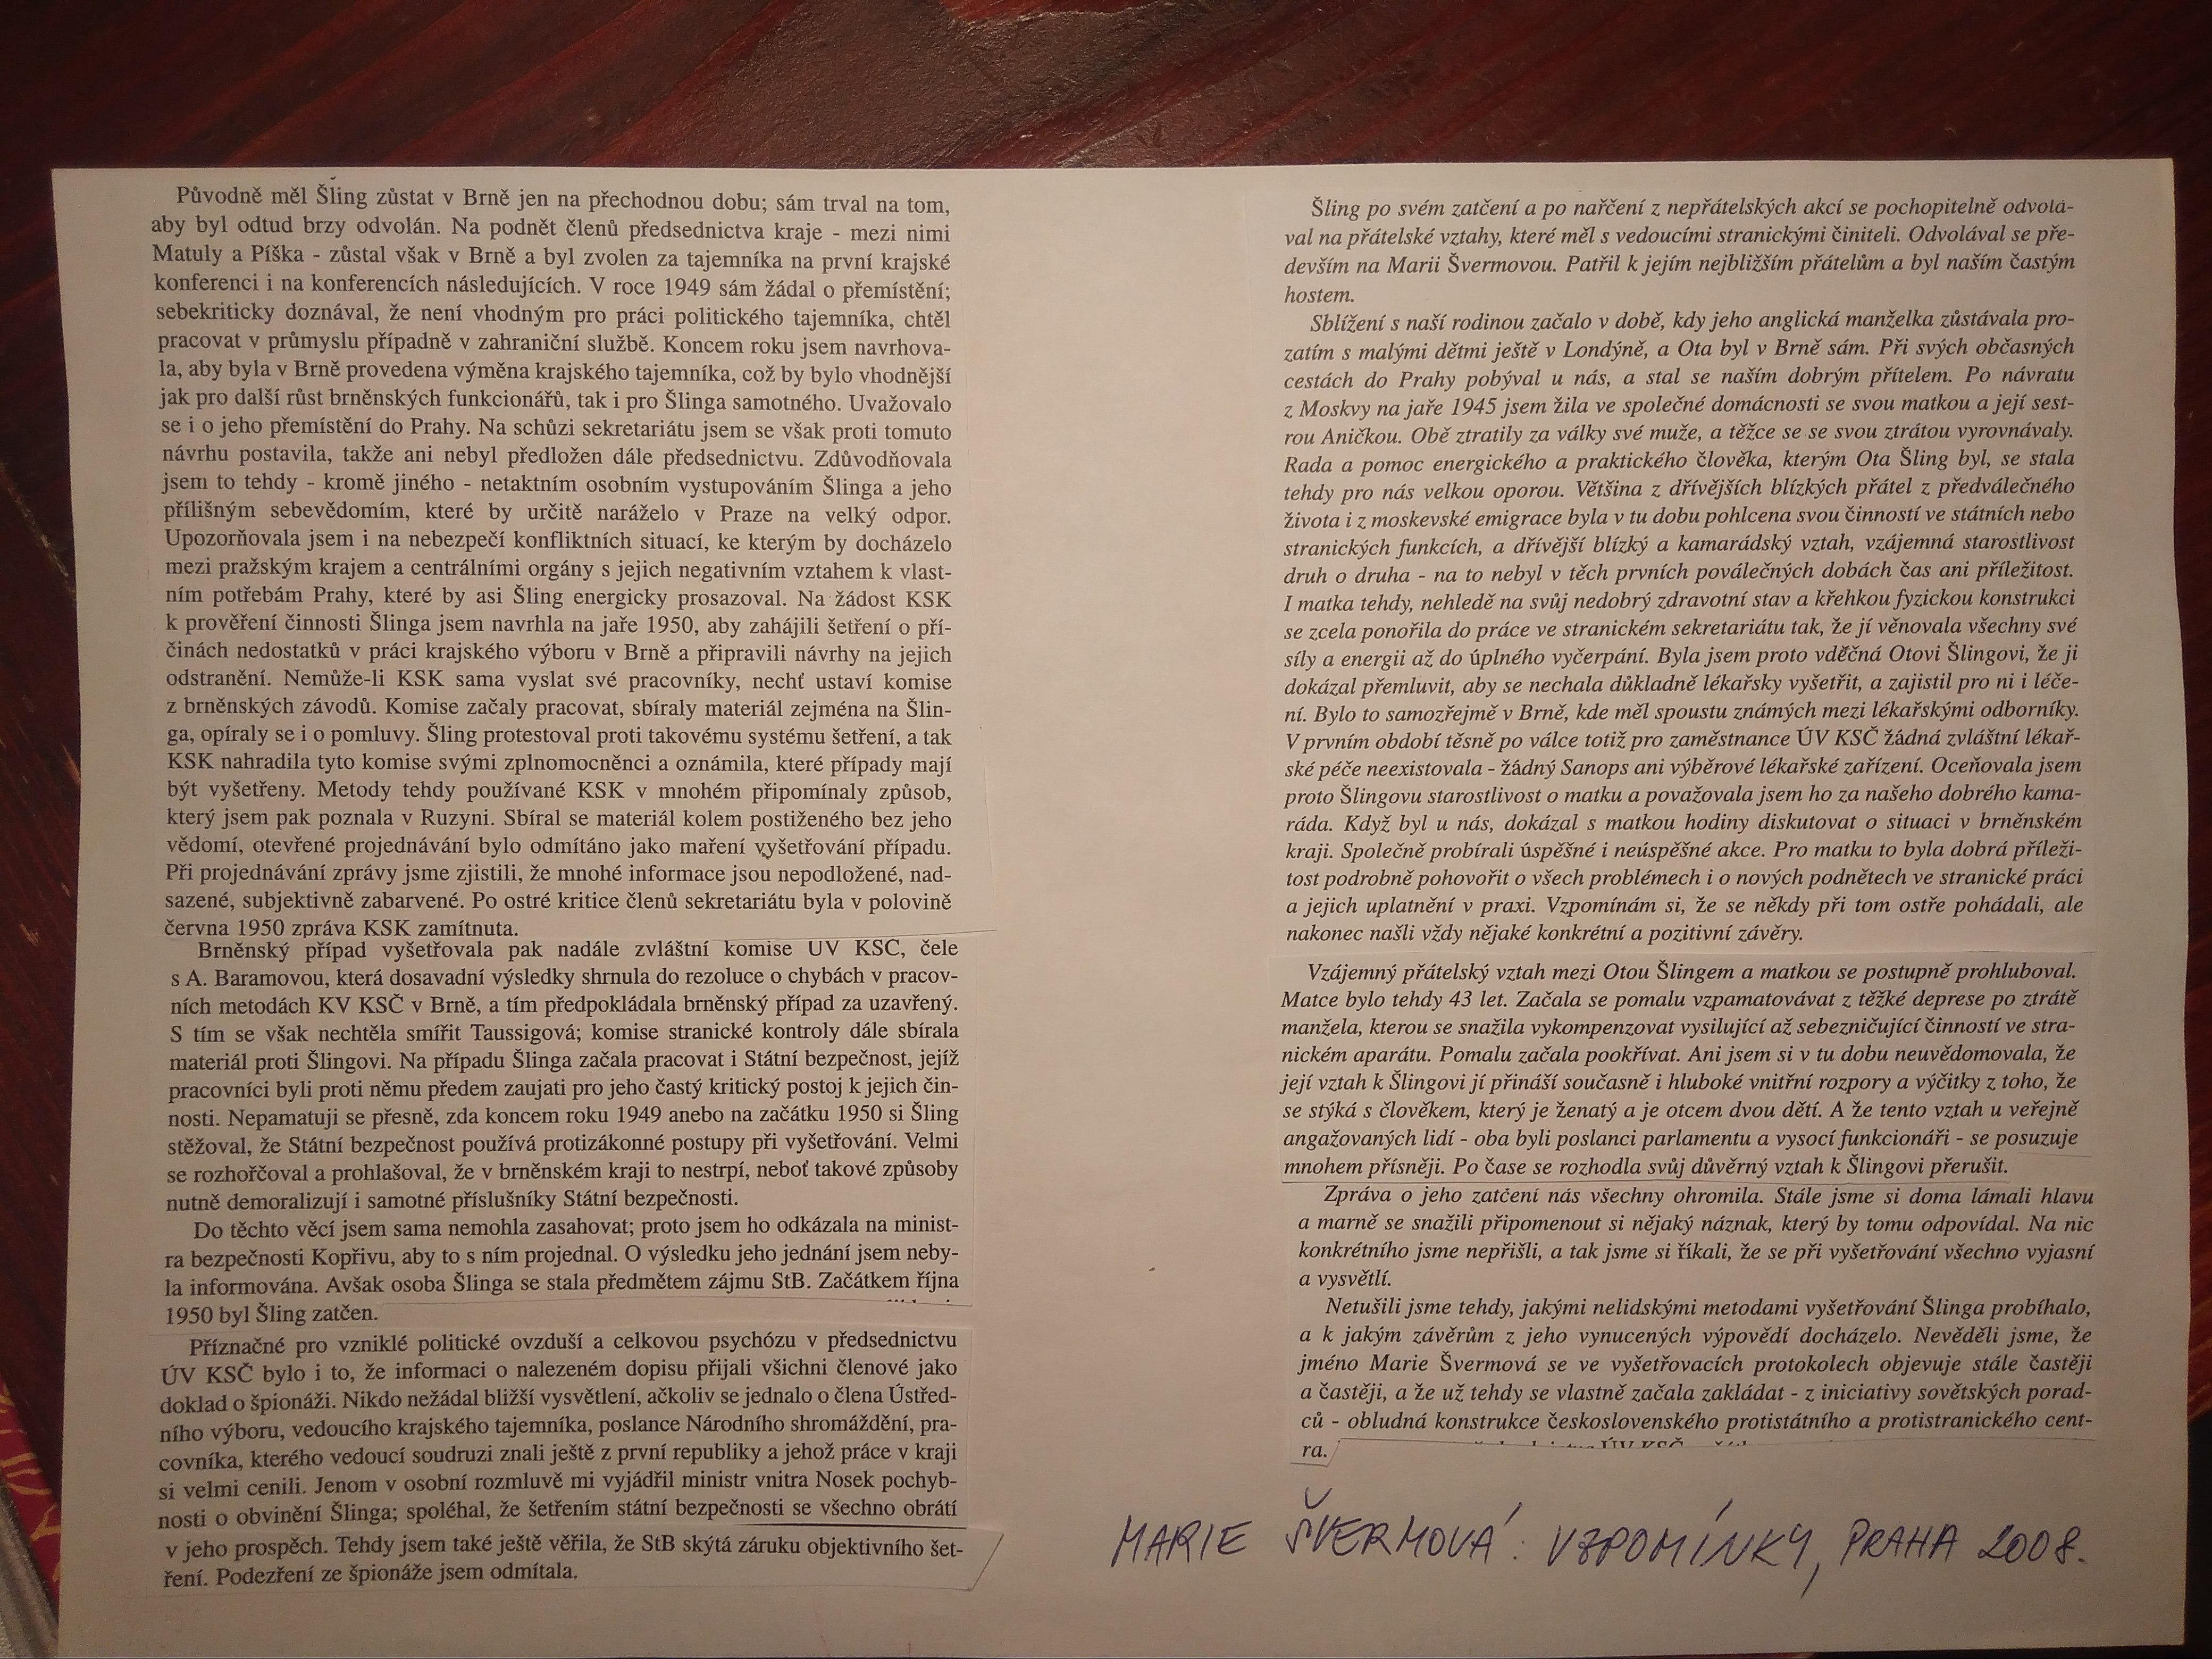 Původně měl Šling zůstat v Brně jen na přechodnou dobu; sám trval na tom,
aby byl odtud brzy odvolán. Na podnět členů předsednictva kraje - mezi nimi
Matuly a Píška - zůstal však v Brně a byl zvolen za tajemníka na první krajské
konferenci i na konferencích následujících. V roce 1949 sám žádal o přemístění;
sebekriticky doznával, že není vhodným pro práci politického tajemníka, chtěl
pracovat v průmyslu případně v zahraniční službě. Koncem roku jsem navrhova-
la, aby byla v Brně provedena výměna krajského tajemníka, což by bylo vhodnější
jak pro další růst brněnských funkcionářů, tak i pro Šlinga samotného. Uvažovalo
se i o jeho přemístění do Prahy. Na schůzi sekretariátu jsem se však proti tomuto
návrhu postavila, takže ani nebyl předložen dále předsednictvu. Zdůvodňovala
jsem to tehdy - kromě jiného - netaktním osobním vystupováním Šlinga a jeho
přílišným sebevědomím, které by určitě naráželo v Praze na velký odpor.
Upozorňovala jsem i na nebezpečí konfliktních situací, ke kterým by docházelo
mezi pražským krajem a centrálními orgány s jejich negativním vztahem k vlast-
ním potřebám Prahy, které by asi Šling energicky prosazoval. Na žádost KSK
k prověření činnosti Šlinga jsem navrhla na jaře 1950, aby zahájili šetření o pří-
činách nedostatků v práci krajského výboru v Brně a připravili návrhy na jejich
odstranění. Nemůže-li KSK sama vyslat své pracovníky, nechť ustaví komise
z brněnských závodů. Komise začaly pracovat, sbíraly materiál zejména na Šlin-
ga, opíraly se i o pomluvy. Šling protestoval proti takovému systému šetření, a tak
KSK nahradila tyto komise svými zplnomocněnci a oznámila, které případy mají
být vyšetřeny. Metody tehdy používané KSK v mnohém připomínaly způsob,
který jsem pak poznala v Ruzyni. Sbíral se materiál kolem postiženého bez jeho
vědomí, otevřené projednávání bylo odmítáno jako maření vyšetřování případu.
Při projednávání zprávy jsme zjistili, že mnohé informace jsou nepodložené, nad-
sazené, subjektivně zabarvené. Po ostré kritice členů sekretariátu byla v polovině
června 1950 zpráva KSK zamítnuta.
Brněnský případ vyšetřovala pak nadále zvláštní komise ÚV KSČ, čele
s A. Baramovou, která dosavadní výsledky shrnula do rezoluce o chybách v pracov-
ních metodách KV KSČ v Brně, a tím předpokládala brněnský případ za uzavřený.
S tím se však nechtěla smířit Taussigová; komise stranické kontroly dále sbírala
materiál proti Šlingovi. Na případu Šlinga začala pracovat i Státní bezpečnost, jejíž
pracovníci byli proti němu předem zaujati pro jeho častý kritický postoj k jejich čin-
nosti. Nepamatuji se přesně, zda koncem roku 1949 anebo na začátku 1950 si Šling
stěžoval, že Státní bezpečnost používá protizákonné postupy při vyšetřování. Velmi
se rozhořčoval a prohlašoval, že v brněnském kraji to nestrpí, neboť takové způsoby
nutně demoralizují i samotné příslušníky Státní bezpečnosti.
Do těchto věcí jsem sama nemohla zasahovat; proto jsem ho odkázala na minist-
ra bezpečnosti Kopřivu, aby to s ním projednal. O výsledku jeho jednání jsem neby-
la informována. Avšak osoba Šlinga se stala předmětem zájmu StB. Začátkem října
1950 byl Šling zatčen.
Příznačné pro vzniklé politické ovzduší a celkovou psychózu v předsednictvu
ÚV KSČ bylo i to, že informaci o nalezeném dopisu přijali všichni členové jako
doklad o špionáži. Nikdo nežádal bližší vysvětlení, ačkoliv se jednalo o člena Ústřed-
ního výboru, vedoucího krajského tajemníka, poslance Národního shromáždění, pra-
covníka, kterého vedoucí soudruzi znali ještě z první republiky a jehož práce v kraji
si velmi cenili. Jenom v osobní rozmluvě mi vyjádřil ministr vnitra Nosek pochyb-
nosti o obvinění Šlinga; spoléhal, že šetřením státní bezpečnosti se všechno obrátí
v jeho prospěch. Tehdy jsem také ještě věřila, že StB skýtá záruku objektivního šet-
ření. Podezření ze špionáže jsem odmítala.
Šling po svém zatčení a po nařčení z nepřátelských akcí se pochopitelně odvolá-
val na přátelské vztahy, které měl s vedoucími stranickými činiteli. Odvolával se pře-
devším na Marii Švermovou. Patřil k jejím nejbližším přátelům a byl naším častým
hostem.
Sblížení s naší rodinou začalo v době, kdy jeho anglická manželka zůstávala pro-
zatím s malými dětmi ještě v Londýně, a Ota byl v Brně sám. Při svých občasných
cestách do Prahy pobýval u nás, a stal se naším dobrým přítelem. Po návratu
z Moskvy na jaře 1945 jsem žila ve společné domácnosti se svou matkou a její sest-
rou Aničkou. Obě ztratily za války své muže, a těžce se se svou ztrátou vyrovnávaly.
Rada a pomoc energického a praktického člověka, kterým Ota Šling byl, se stala
tehdy pro nás velkou oporou. Většina z dřívějších blízkých přátel z předválečného
života i z moskevské emigrace byla v tu dobu pohlcena svou činností ve státních nebo
stranických funkcích, a dřívější blízký a kamarádský vztah, vzájemná starostlivost
druh o druha - na to nebyl v těch prvních poválečných dobách čas ani příležitost.
I matka tehdy, nehledě na svůj nedobrý zdravotní stav a křehkou fyzickou konstrukci
se zcela ponořila do práce ve stranickém sekretariátu tak, že jí věnovala všechny své
síly a energii až do úplného vyčerpání. Byla jsem proto vděčná Otovi Šlingovi, že ji
dokázal přemluvit, aby se nechala důkladně lékařsky vyšetřit, a zajistil pro ni i léče-
ní. Bylo to samozřejmě v Brně, kde měl spoustu známých mezi lékařskými odborníky.
V prvním období těsně po válce totiž pro zaměstnance ÚV KSČ žádná zvláštní lékař-
ské péče neexistovala - žádný Sanops ani výběrové lékařské zařízení. Oceňovala jsem
proto Šlingovu starostlivost o matku a považovala jsem ho za našeho dobrého kama-
ráda. Když byl u nás, dokázal s matkou hodiny diskutovat o situaci v brněnském
kraji. Společně probírali úspěšné i neúspěšné akce. Pro matku to byla dobrá příleži-
tost podrobně pohovořit o všech problémech i o nových podnětech ve stranické práci
a jejich uplatnění v praxi. Vzpomínám si, že se někdy při tom ostře pohádali, ale
nakonec našli vždy nějaké konkrétní a pozitivní závěry.
Vzájemný přátelský vztah mezi Otou Šlingem a matkou se postupně prohluboval.
Matce bylo tehdy 43 let. Začala se pomalu vzpamatovávat z těžké deprese po ztrátě
manžela, kterou se snažila vykompenzovat vysilující až sebezničující činností ve stra-
nickém aparátu. Pomalu začala pookřívat. Ani jsem si v tu dobu neuvědomovala, že
její vztah k Šlingovi jí přináší současně i hluboké vnitřní rozpory a výčitky z toho, že
se stýká s člověkem, který je ženatý a je otcem dvou dětí. A že tento vztah u veřejně
angažovaných lidí - oba byli poslanci parlamentu a vysocí funkcionáři - se posuzuje
mnohem přísněji. Po čase se rozhodla svůj důvěrný vztah k Šlingovi přerušit.
Zpráva o jeho zatčení nás všechny ohromila. Stále jsme si doma lámali hlavu
a marně se snažili připomenout si nějaký náznak, který by tomu odpovídal. Na nic
konkrétního jsme nepřišli, a tak jsme si říkali, že se při vyšetřování všechno vyjasní
a vysvětlí.
Netušili jsme tehdy, jakými nelidskými metodami vyšetřování Šlinga probíhalo,
a k jakým závěrům z jeho vynucených výpovědí docházelo. Nevěděli jsme, že
jméno Marie Švermová se ve vyšetřovacích protokolech objevuje stále častěji
a častěji, a že už tehdy se vlastně začala zakládat - z iniciativy sovětských porad-
ců - obludná konstrukce československého protistátního a protistranického cent-
ra.
MARIE ŠVERMOVÁ: VZPOMÍNKY, PRAHA 2008.